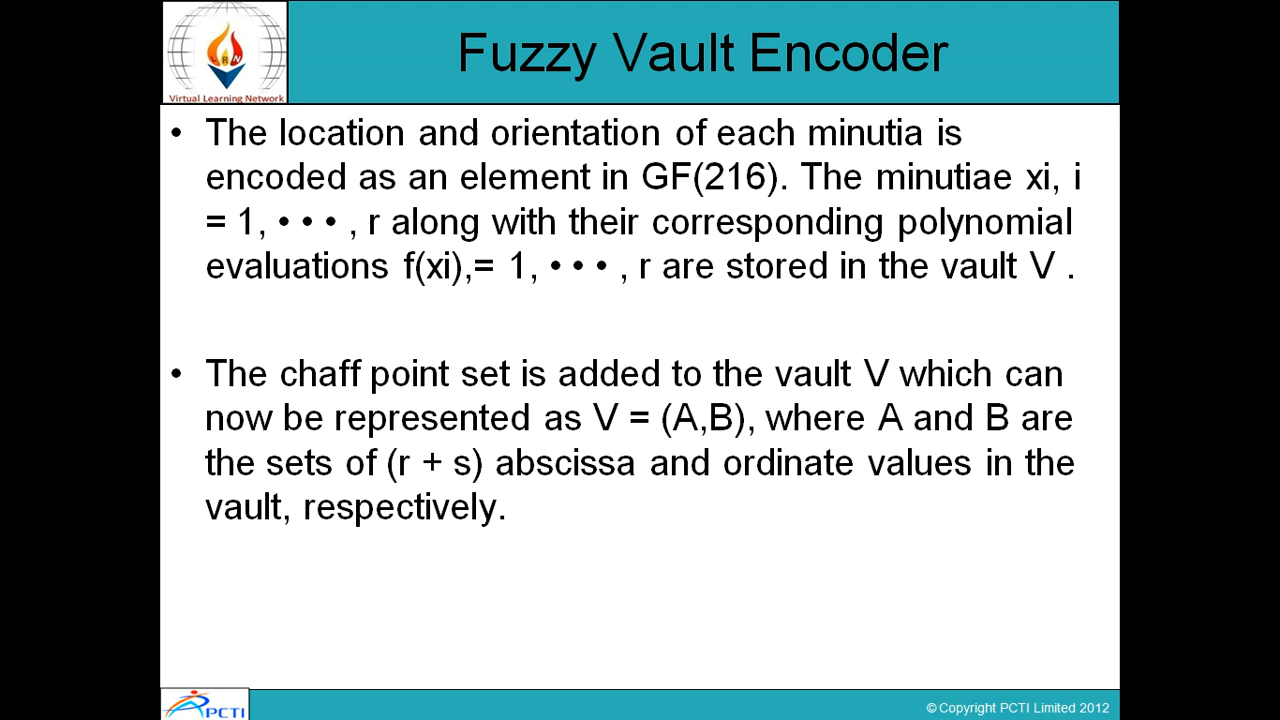 Fuzzy Vault Encoder
Virtual Learning Network
• The location and orientation of each minutia is
encoded as an element in GF(216). The minutiae xi, i
= 1, • • • , r along with their corresponding polynomial
evaluations f(xi),= 1, • • • , r are stored in the vault V .
• The chaff point set is added to the vault V which can
now be represented as V = (A,B), where A and B are
the sets of (r + s) abscissa and ordinate values in the
vault, respectively.
PCTI
© Copyright PCTI Limited 2012